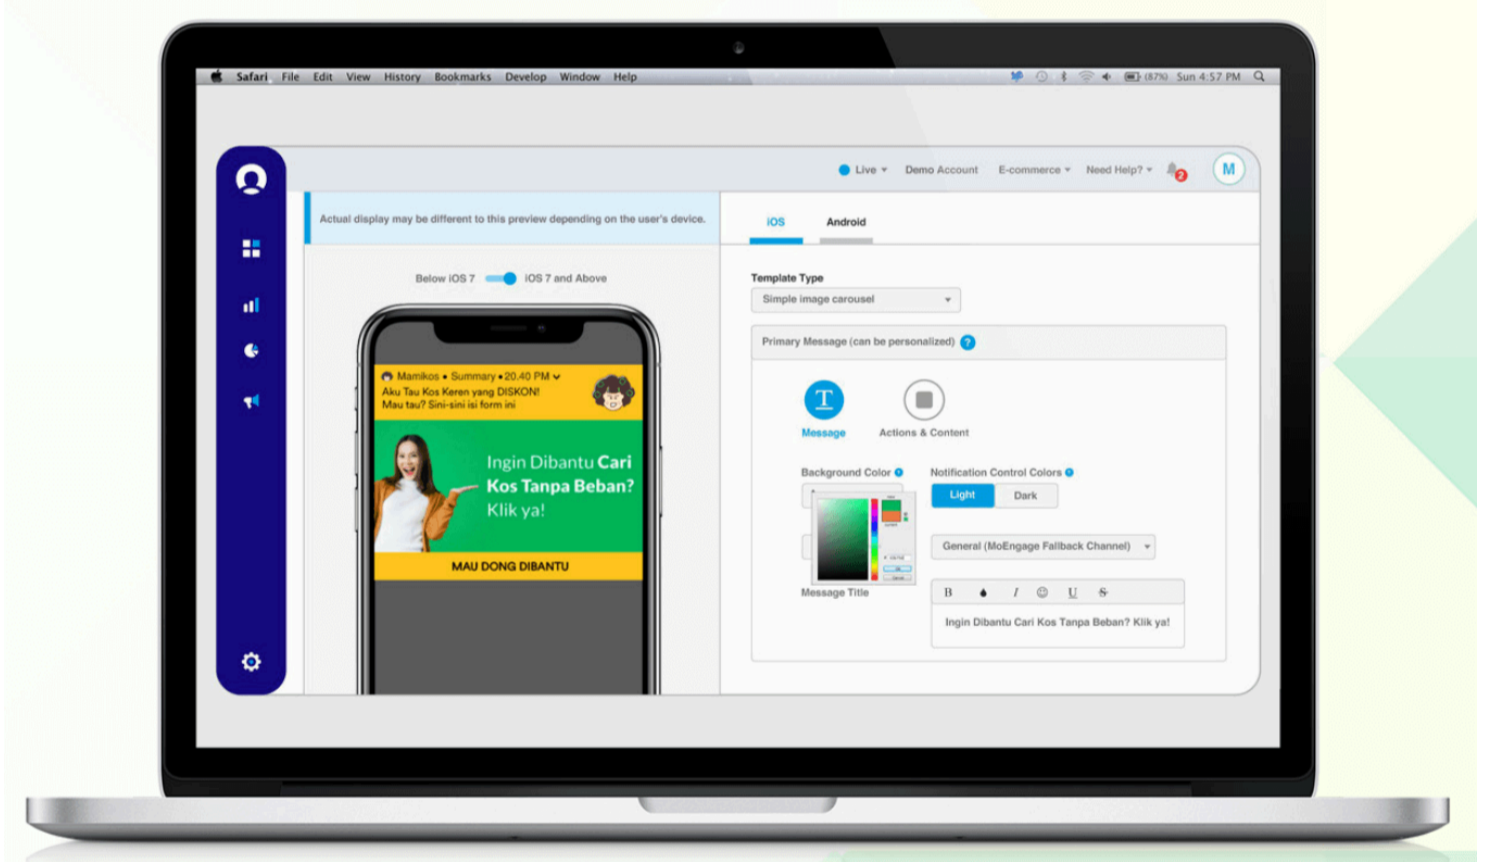 Safari File Edit View History Bookmarks Develop Window Help
(87%) Sun 4:57 PM
Live Demo Account E-commerce Need Help? 2 M
Actual display may be different to this preview depending on the user's device.
iOS Android
Below iOS 7 iOS 7 and Above
Mamikos • Summary • 20.40 PM
Aku Tau Kos Keren yang DISKON!
Mau tau? Sini-sini isi form ini
Ingin Dibantu Cari
Kos Tanpa Beban?
Klik ya!
MAU DONG DIBANTU
Template Type
Simple image carousel
Primary Message (can be personalized) ?
T
Message Actions & Content
Background Color ? Notification Control Colors ?
Light Dark
General (MoEngage Fallback Channel)
Message Title
B I U S
Ingin Dibantu Cari Kos Tanpa Beban? Klik ya!